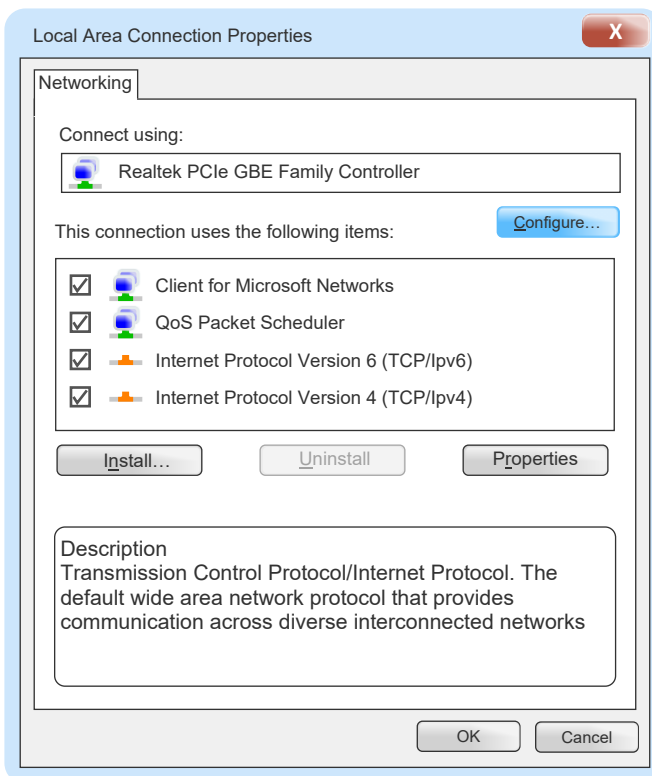 Local Area Connection Properties
X
Networking
Connect using:
Realtek PCIe GBE Family Controller
Configure…
This connection uses the following items:
Client for Microsoft Networks
QoS Packet Scheduler
Internet Protocol Version 6 (TCP/Ipv6)
Internet Protocol Version 4 (TCP/Ipv4)
Install…
Uninstall
Properties
Description
Transmission Control Protocol/Internet Protocol. The
default wide area network protocol that provides
communication across diverse interconnected networks
OK
Cancel